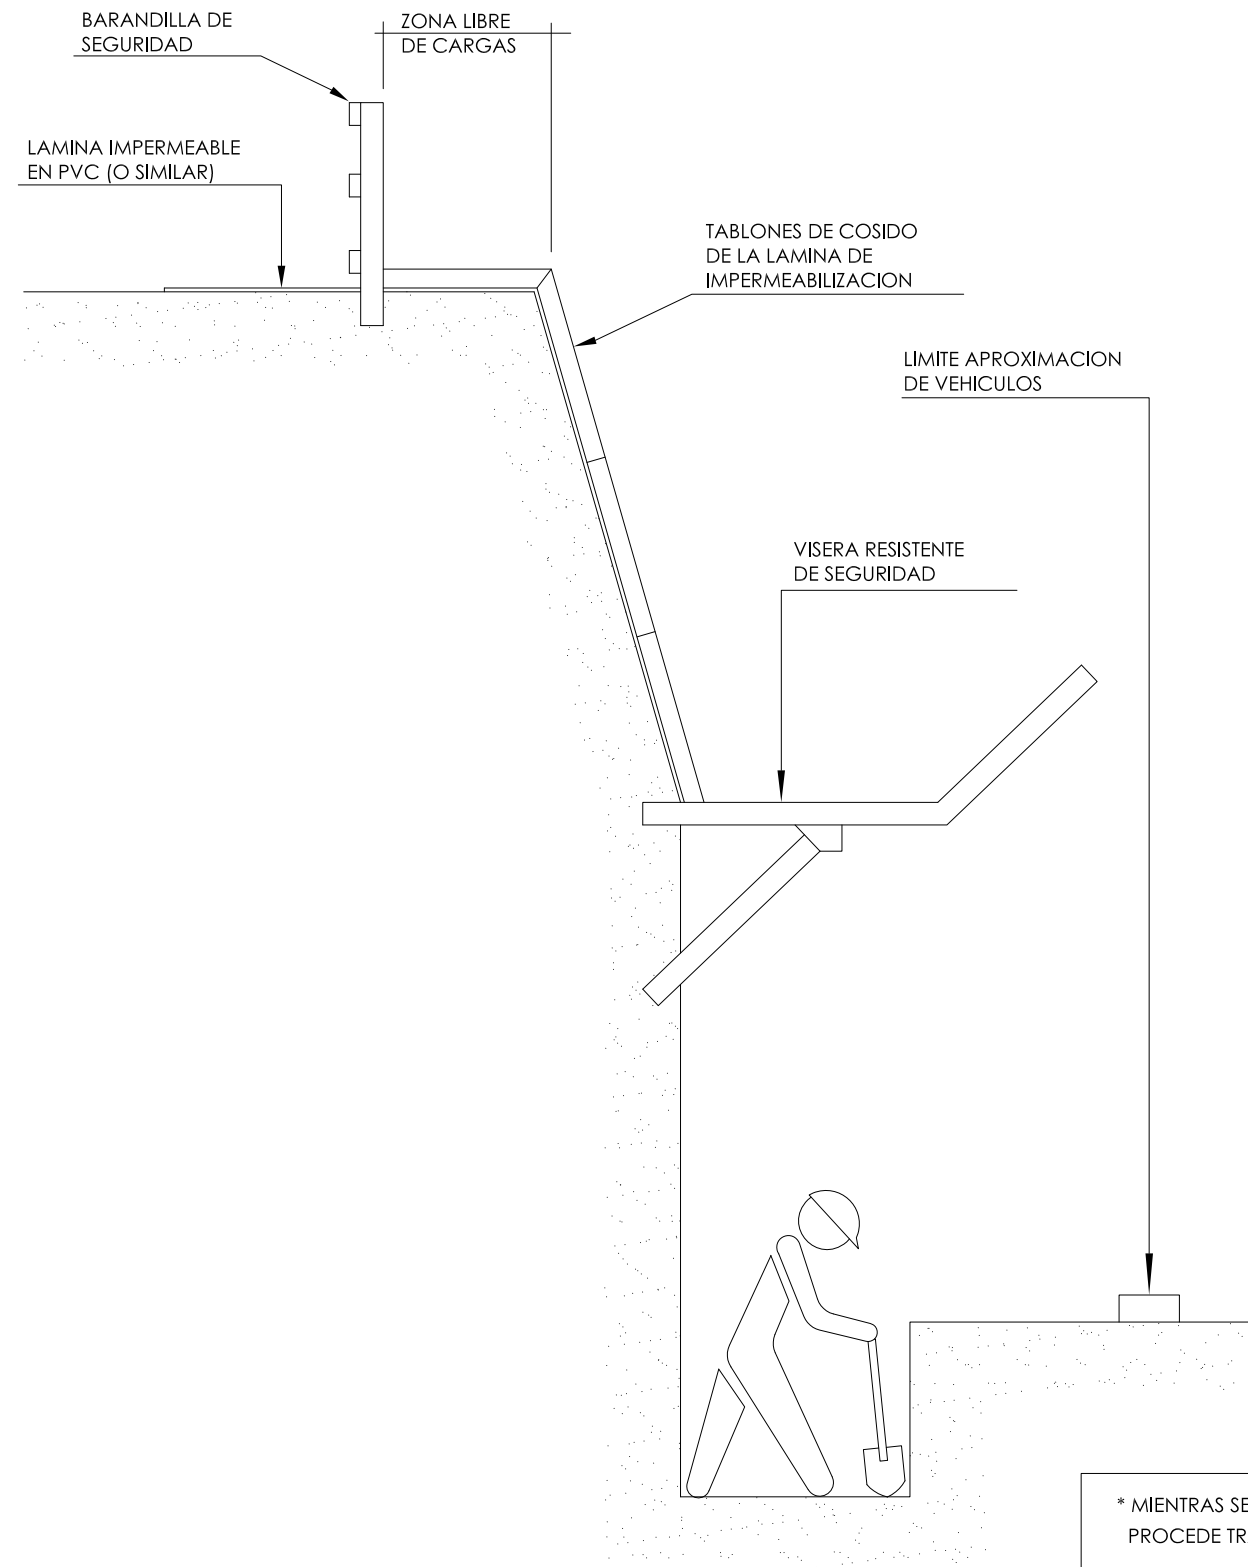 BARANDILLA DE
SEGURIDAD
ZONA LIBRE
DE CARGAS
LAMINA IMPERMEABLE
EN PVC (O SIMILAR)
TABLONES DE COSIDO
DE LA LAMINA DE
IMPERMEABILIZACION
LIMITE APROXIMACION
DE VEHICULOS
VISERA RESISTENTE
DE SEGURIDAD
* MIENTRAS SE
PROCEDE TR